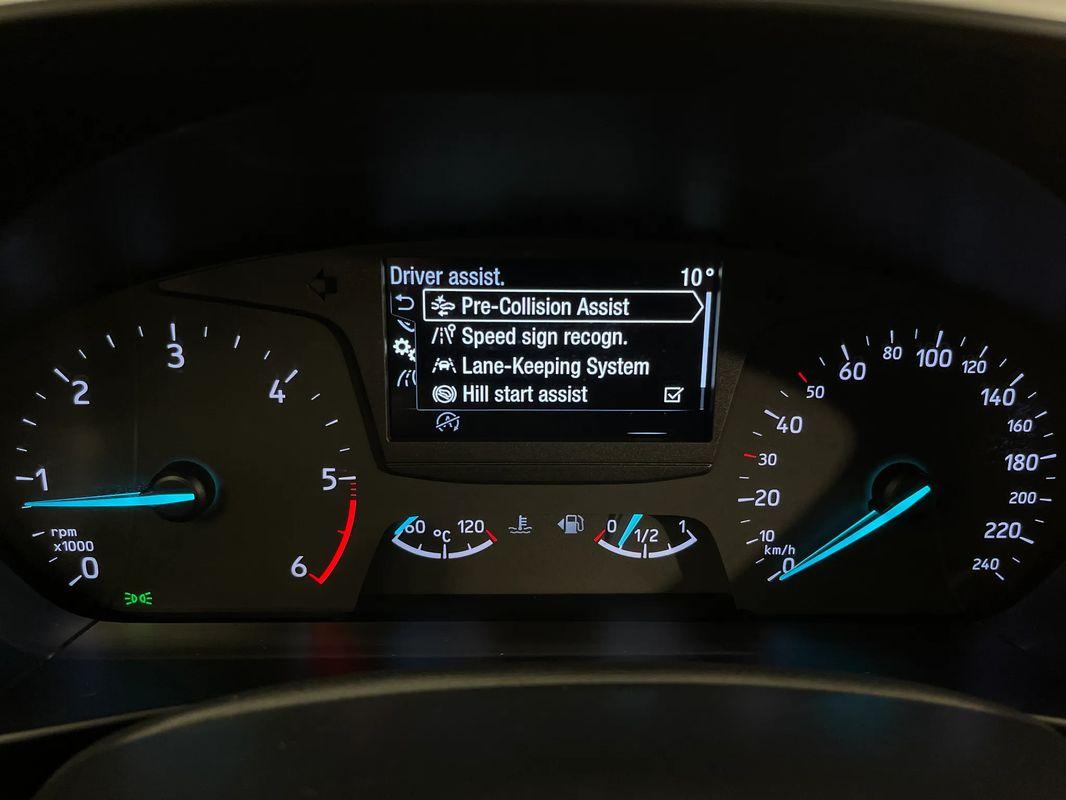 Driver assist. 10°
Pre-Collision Assist
Speed sign recogn.
Lane-Keeping System
Hill start assist
0
1
2
3
4
5
6
rpm
x1000
60 °C 120
0 1/2 1
0
10
20
30
40
50
60
80
100
120
140
160
180
200
220
240
km/h